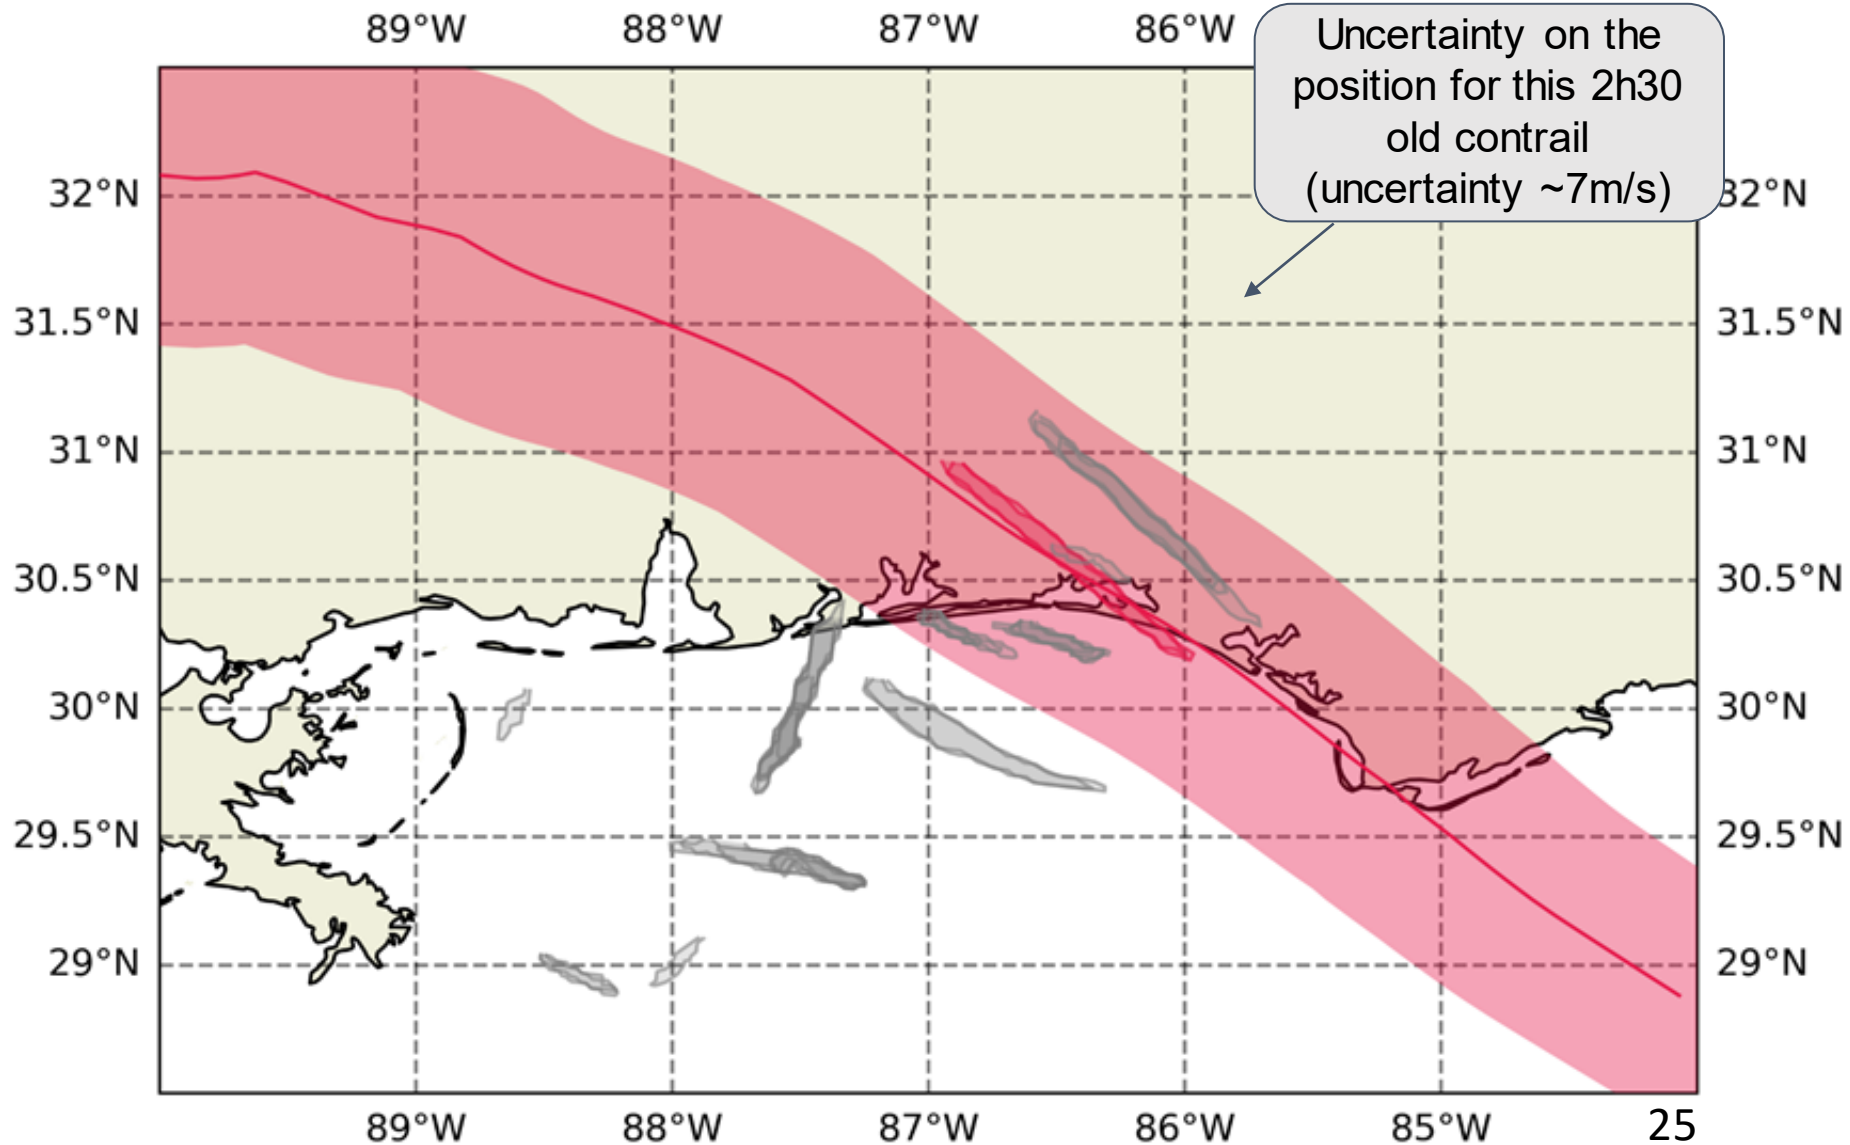 89°W 88°W 87°W 86°W
Uncertainty on the
position for this 2h30
old contrail
(uncertainty ~7m/s)
32°N 32°N
31.5°N 31.5°N
31°N 31°N
30.5°N 30.5°N
30°N 30°N
29.5°N 29.5°N
29°N 29°N
89°W 88°W 87°W 86°W 85°W 25